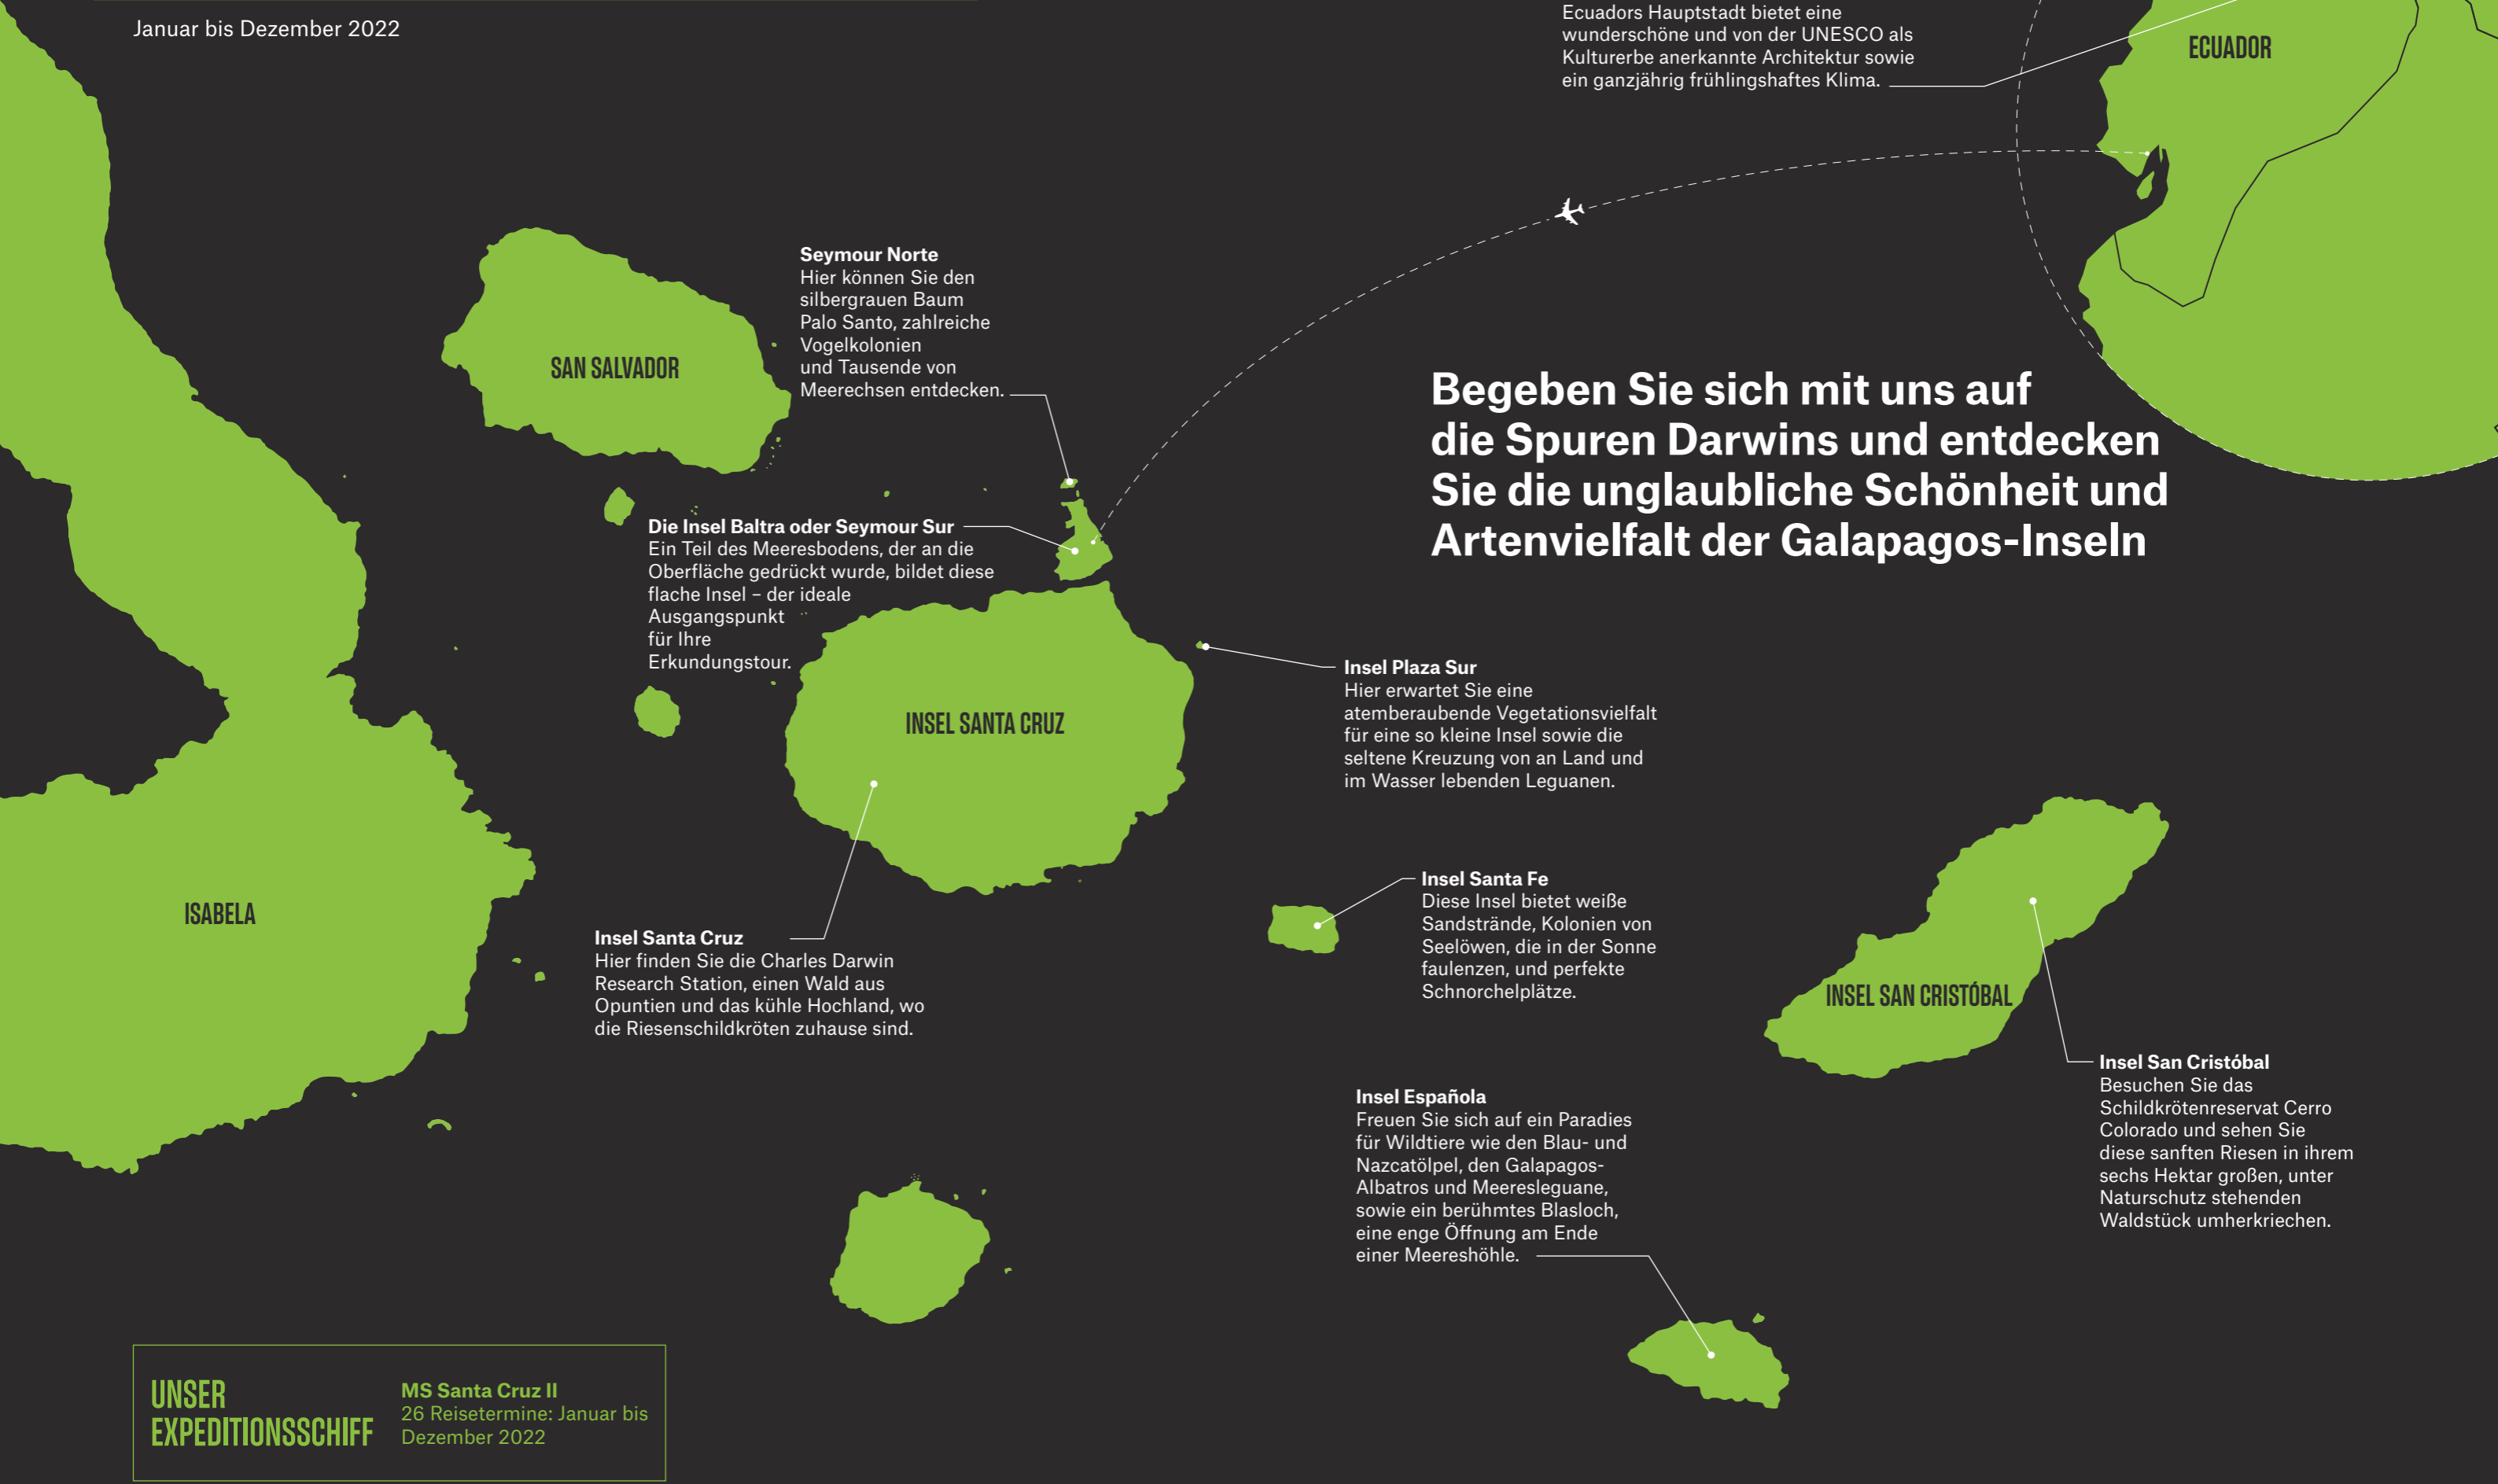 Januar bis Dezember 2022
Ecuadors Hauptstadt bietet eine
wunderschöne und von der UNESCO als
Kulturerbe anerkannte Architektur sowie
ein ganzjährig frühlingshaftes Klima.
ECUADOR
Seymour Norte
Hier können Sie den
silbergrauen Baum
Palo Santo, zahlreiche
Vogelkolonien
und Tausende von
Meerechsen entdecken.
SAN SALVADOR
Begeben Sie sich mit uns auf
die Spuren Darwins und entdecken
Sie die unglaubliche Schönheit und
Artenvielfalt der Galapagos-Inseln
Die Insel Baltra oder Seymour Sur
Ein Teil des Meeresbodens, der an die
Oberfläche gedrückt wurde, bildet diese
flache Insel – der ideale
Ausgangspunkt
für Ihre
Erkundungstour.
INSEL SANTA CRUZ
Insel Plaza Sur
Hier erwartet Sie eine
atemberaubende Vegetationsvielfalt
für eine so kleine Insel sowie die
seltene Kreuzung von an Land und
im Wasser lebenden Leguanen.
ISABELA
Insel Santa Cruz
Hier finden Sie die Charles Darwin
Research Station, einen Wald aus
Opuntien und das kühle Hochland, wo
die Riesenschildkröten zuhause sind.
Insel Santa Fe
Diese Insel bietet weiße
Sandstrände, Kolonien von
Seelöwen, die in der Sonne
faulenzen, und perfekte
Schnorchelplätze.
INSEL SAN CRISTÓBAL
Insel San Cristóbal
Besuchen Sie das
Schildkrötenreservat Cerro
Colorado und sehen Sie
diese sanften Riesen in ihrem
sechs Hektar großen, unter
Naturschutz stehenden
Waldstück umherkriechen.
Insel Española
Freuen Sie sich auf ein Paradies
für Wildtiere wie den Blau- und
Nazcatölpel, den Galapagos-
Albatros und Meeresleguane,
sowie ein berühmtes Blasloch,
eine enge Öffnung am Ende
einer Meereshöhle.
UNSER
EXPEDITIONSSCHIFF
MS Santa Cruz II
26 Reisetermine: Januar bis
Dezember 2022